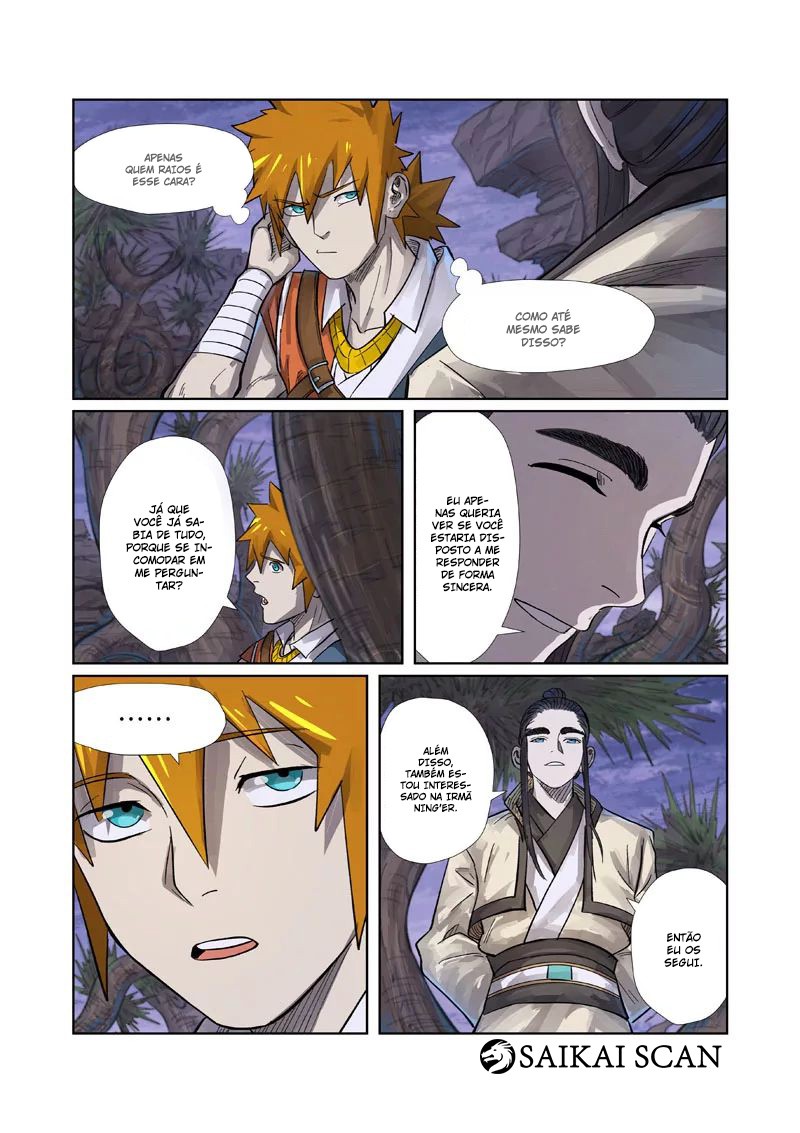 APENAS
QUEM RAIOS É
ESSE CARA?
COMO ATÉ
MESMO SABE
DISSO?
JÁ QUE
VOCÊ JÁ SA-
BIA DE TUDO,
PORQUE SE IN-
COMODAR EM
ME PERGUN-
TAR?
EU APE-
NAS QUERIA
VER SE VOCÊ
ESTARIA DIS-
POSTO A ME
RESPONDER
DE FORMA
SINCERA.
......
ALÉM
DISSO,
TAMBÉM ES-
TOU INTERES-
SADO NA IRMÃ
NING'ER.
ENTÃO
EU OS
SEGUI.
SAIKAI SCAN